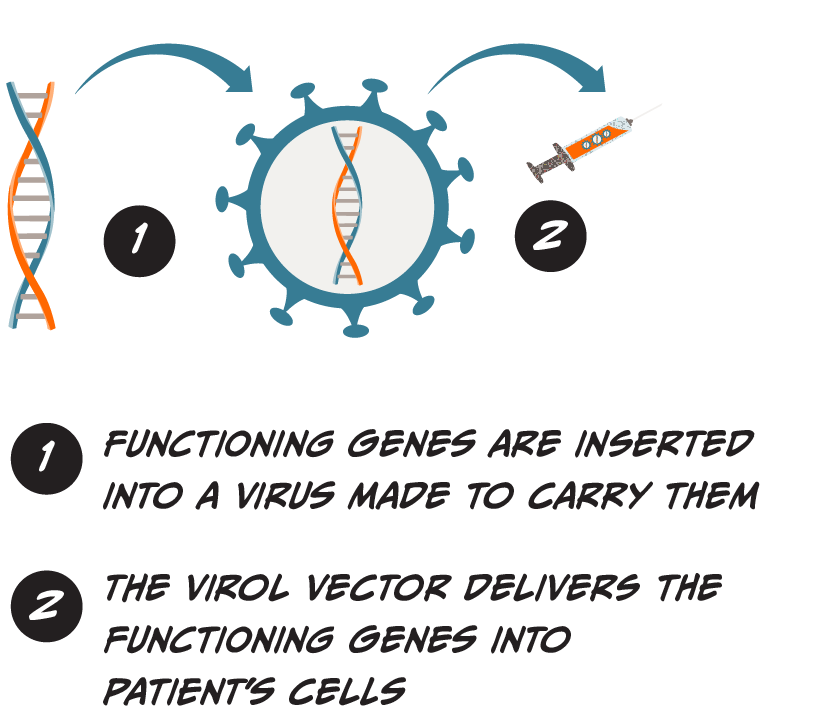 1
2
1 FUNCTIONING GENES ARE INSERTED
INTO A VIRUS MADE TO CARRY THEM
2 THE VIROL VECTOR DELIVERS THE
FUNCTIONING GENES INTO
PATIENT'S CELLS